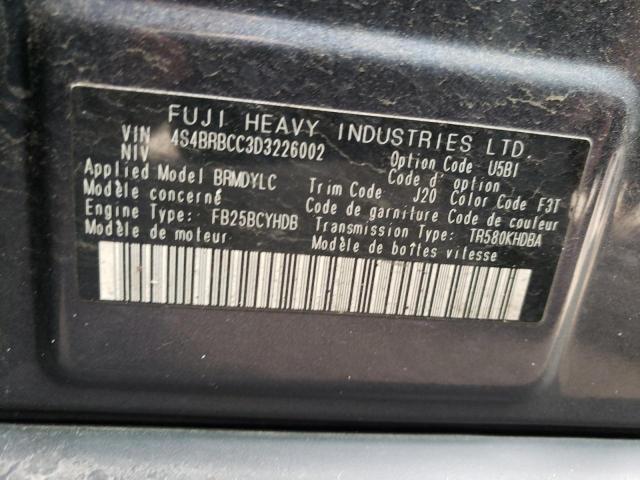 FUJI HEAVY INDUSTRIES LTD.
VIN 4S4BRBCC3D3226002
NIV
Option Code U5BI
Code d' option
Applied Model BRMDYLC
Modèle concerné
Trim Code J20 Color Code F3T
Code de garniture Code de couleur
Engine Type: FB25BCYHDB
Modèle de moteur
Transmission Type: TR580KHDBA
Modèle de boîtes vitesse